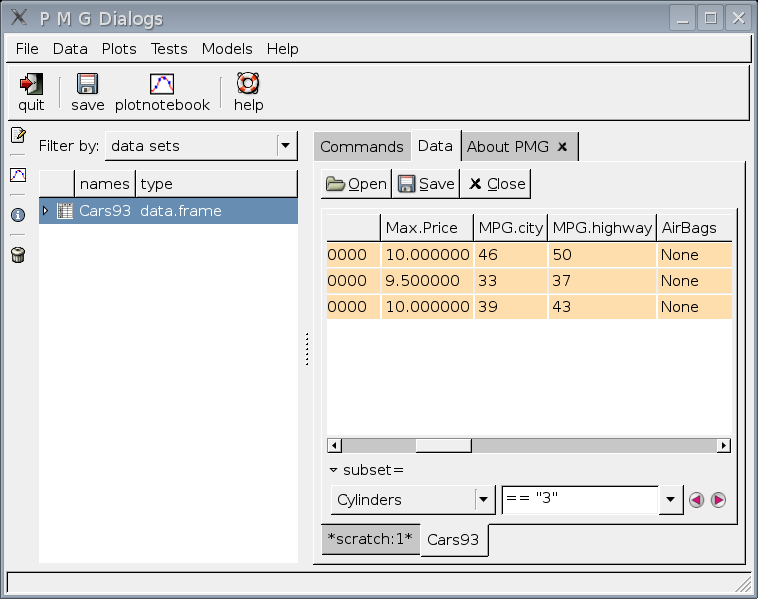 P M G Dialogs
File Data Plots Tests Models Help
quit save plotnotebook help
Filter by: data sets
names type
Cars93 data.frame
Commands Data About PMG
Open Save Close
Max.Price MPG.city MPG.highway AirBags
0000 10.000000 46 50 None
0000 9.500000 33 37 None
0000 10.000000 39 43 None
subset=
Cylinders == "3"
*scratch:1* Cars93